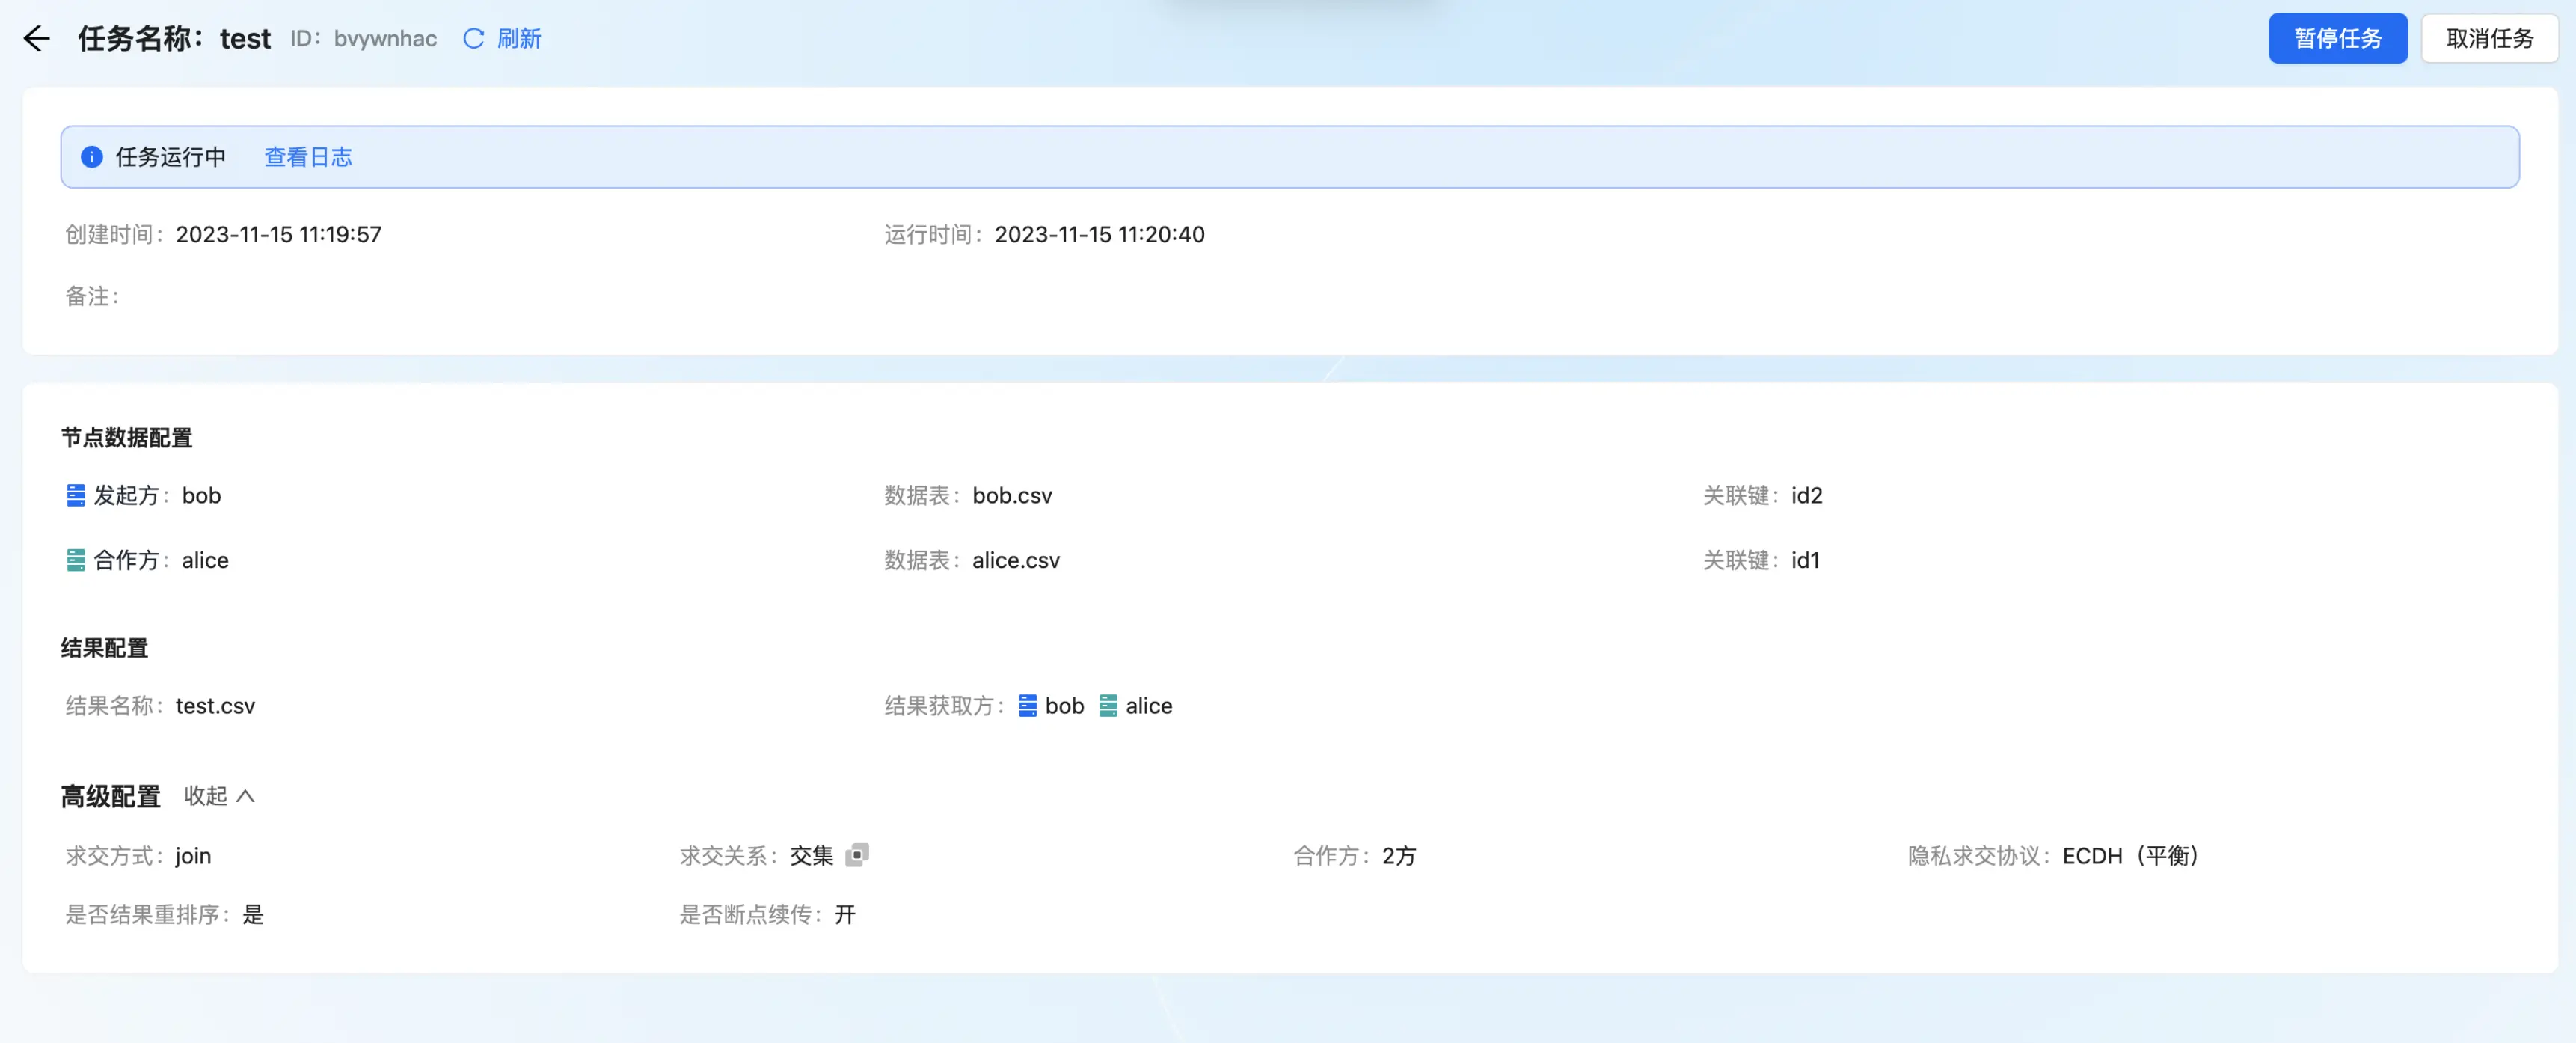 任务名称：test ID：bvywnhac 刷新 暂停任务 取消任务
任务运行中 查看日志
创建时间：2023-11-15 11:19:57 运行时间：2023-11-15 11:20:40
备注：
节点数据配置
发起方：bob 数据表：bob.csv 关联键：id2
合作方：alice 数据表：alice.csv 关联键：id1
结果配置
结果名称：test.csv 结果获取方：bob alice
高级配置 收起
求交方式：join 求交关系：交集 合作方：2方 隐私求交协议：ECDH（平衡）
是否结果重排序：是 是否断点续传：开